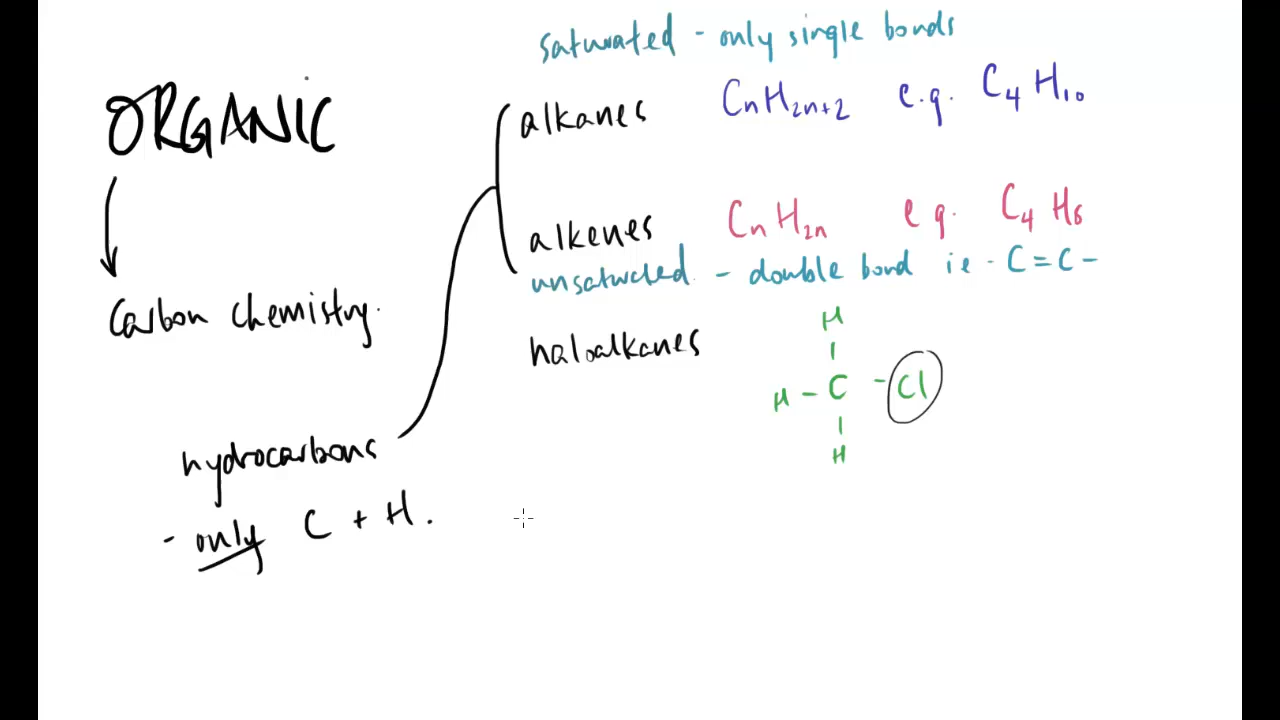 saturated - only single bonds
ORGANIC
alkanes CnH2n+2 e.g. C4H10
alkenes CnH2n e.g. C4H8
unsaturated - double bond ie - C=C-
Carbon chemistry.
haloalkanes
H
H - C - Cl
H
hydrocarbons
- only C + H.